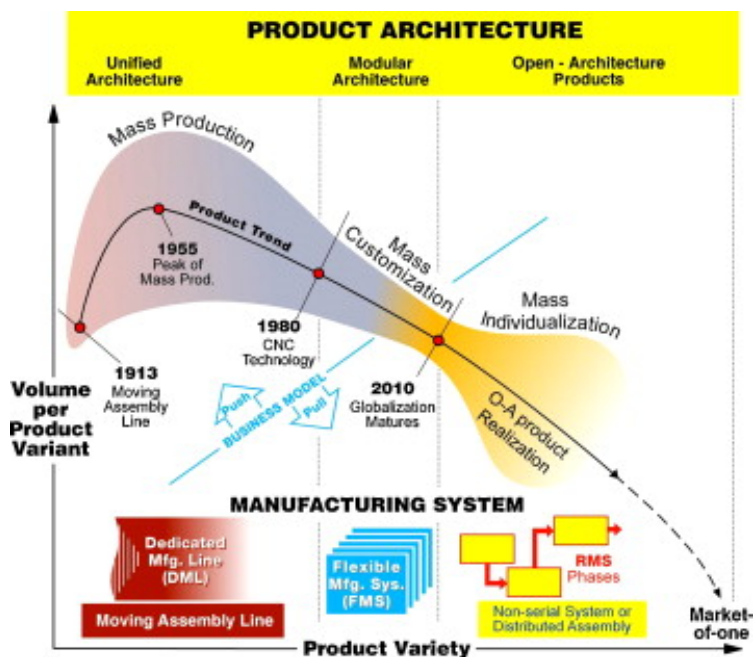 PRODUCT ARCHITECTURE
Unified
Architecture
Modular
Architecture
Open - Architecture
Products
Mass Production
Product Trend
1955
Peak of
Mass Prod.
Mass
Customization
Mass
Individualization
1980
CNC
Technology
1913
Moving
Assembly
Line
Volume
per
Product
Variant
2010
Globalization
Matures
Push
BUSINESS MODEL
Pull
O-A product
Realization
MANUFACTURING SYSTEM
Dedicated
Mfg. Line
(DML)
Moving Assembly Line
Flexible
Mfg. Sys.
(FMS)
RMS
Phases
Non-serial System or
Distributed Assembly
Market-
of-one
Product Variety